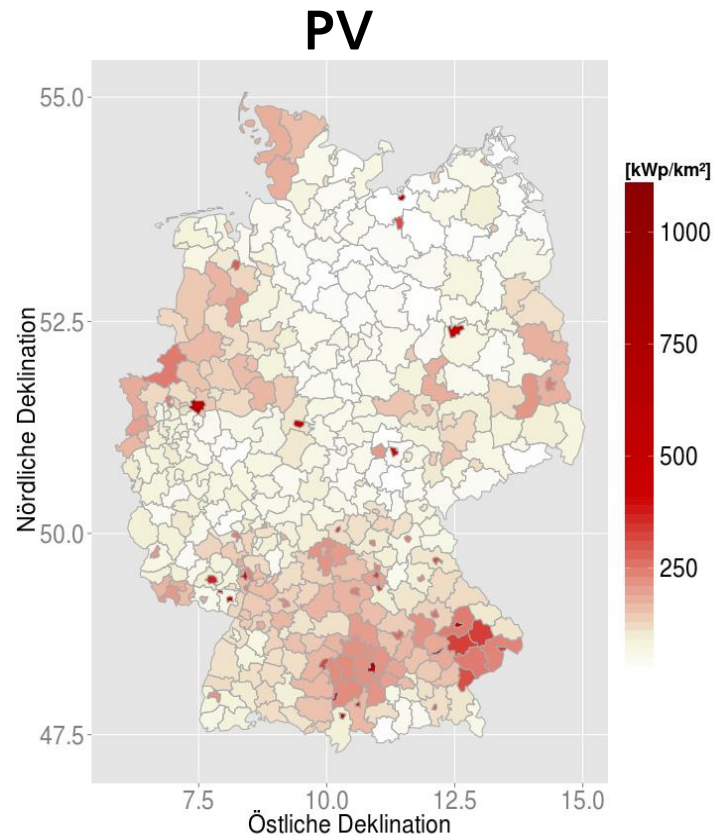 PV
55.0
52.5
50.0
47.5
Nördliche Deklination
7.5 10.0 12.5 15.0
Östliche Deklination
[kWp/km²]
1000
750
500
250